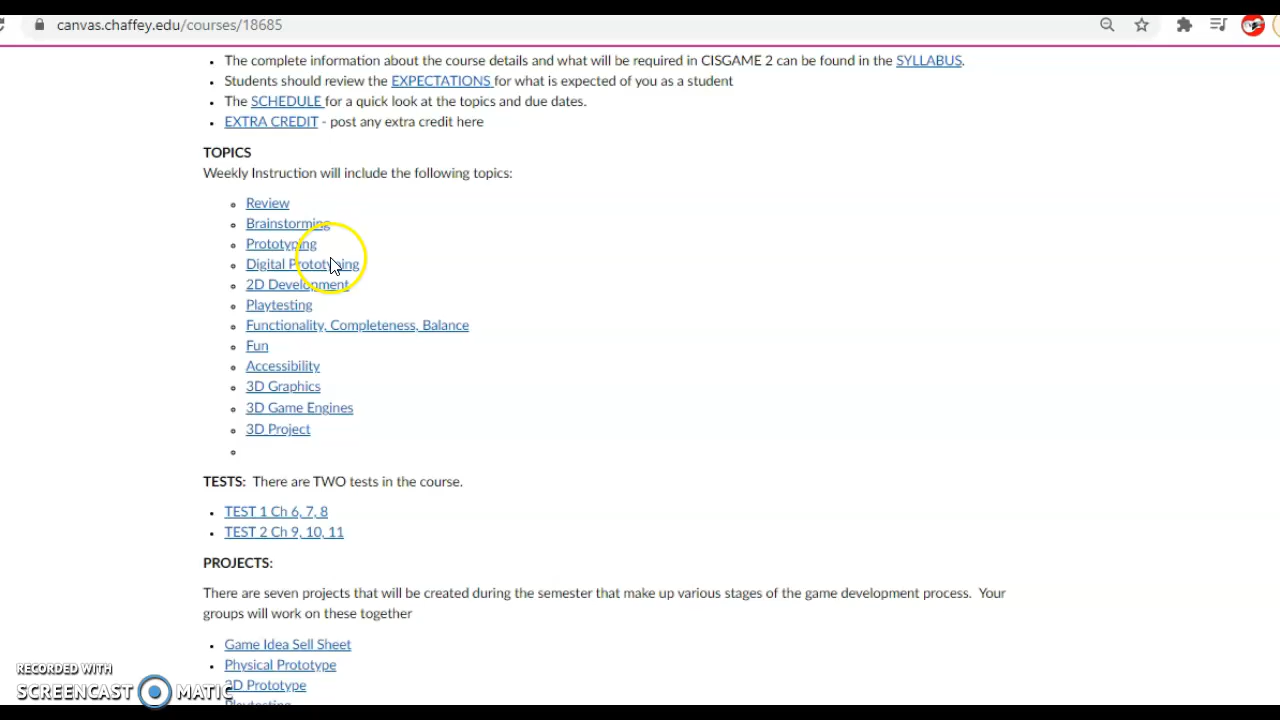 canvas.chaffey.edu/courses/18685
The complete information about the course details and what will be required in CISGAME 2 can be found in the SYLLABUS.
Students should review the EXPECTATIONS for what is expected of you as a student
The SCHEDULE for a quick look at the topics and due dates.
EXTRA CREDIT - post any extra credit here
TOPICS
Weekly Instruction will include the following topics:
Review
Brainstorming
Prototyping
Digital Prototyping
2D Development
Playtesting
Functionality, Completeness, Balance
Fun
Accessibility
3D Graphics
3D Game Engines
3D Project
TESTS: There are TWO tests in the course.
TEST 1 Ch 6, 7, 8
TEST 2 Ch 9, 10, 11
PROJECTS:
There are seven projects that will be created during the semester that make up various stages of the game development process. Your
groups will work on these together
Game Idea Sell Sheet
Physical Prototype
2D Prototype
Playtesting
RECORDED WITH
SCREENCAST MATIC